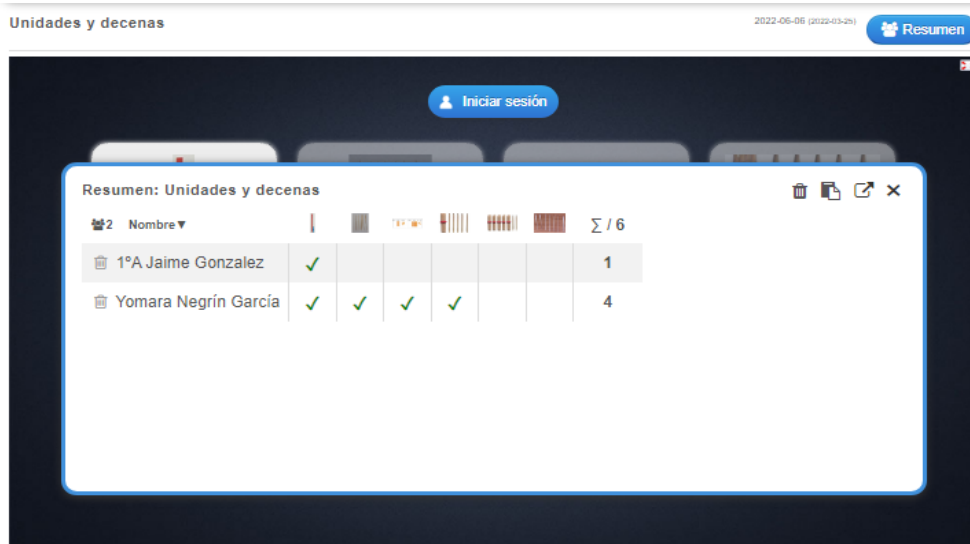 Unidades y decenas
2022-06-06 (2022-03-25)
Resumen
Iniciar sesión
Resumen: Unidades y decenas
2 Nombre▼ ∑ / 6
1ºA Jaime Gonzalez ✓ 1
Yomara Negrín García ✓ ✓ ✓ ✓ 4